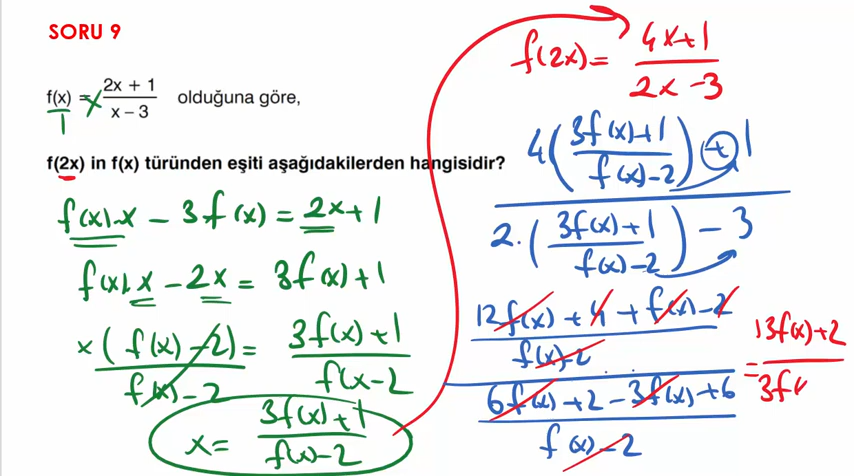 SORU 9
f(x)/1 = (2x + 1)/(x – 3) olduğuna göre,
f(2x) in f(x) türünden eşiti aşağıdakilerden hangisidir?
f(x).x – 3f(x) = 2x+1
f(x).x – 2x = 3f(x)+1
x(f(x)–2)/(f(x)–2) = (3f(x)+1)/(f(x–2)
x = (3f(x)+1)/(f(x)–2)
f(2x) = (4x+1)/(2x–3)
4((3f(x)+1)/(f(x)–2)) + 1
2.((3f(x)+1)/(f(x)–2)) – 3
(12f(x)+4+f(x)–2)/(f(x)–2)
(6f(x)+2–3f(x)+6)/(f(x)–2)
= (13f(x)+2)/(3f(